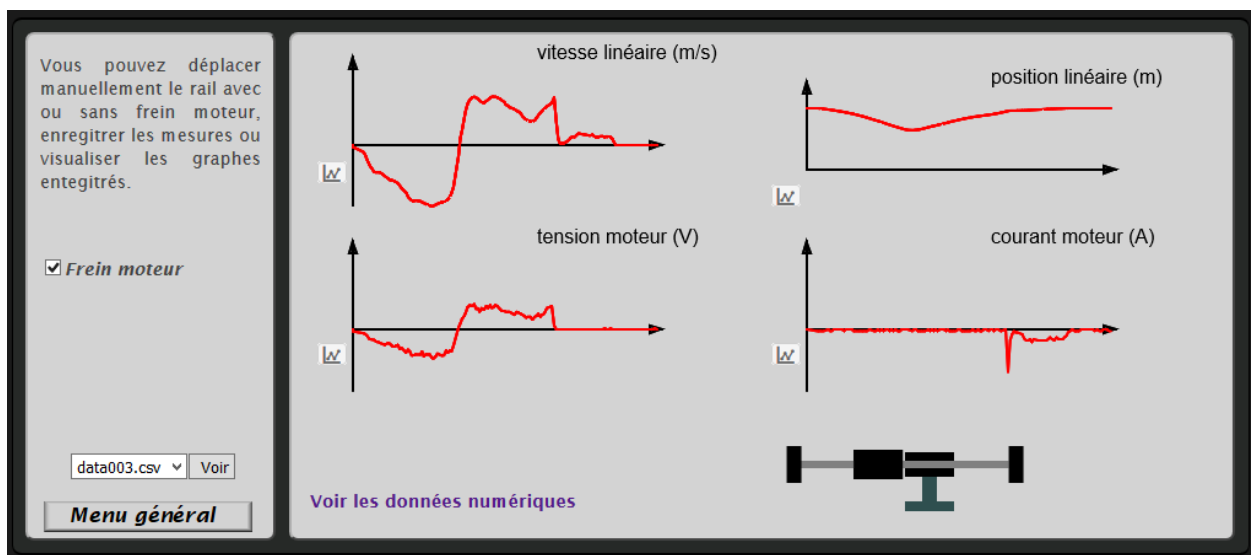 Vous pouvez déplacer
manuellement le rail avec
ou sans frein moteur,
enregitrer les mesures ou
visualiser les graphes
entegitrés.
Frein moteur
data003.csv Voir
Menu général
vitesse linéaire (m/s)
position linéaire (m)
tension moteur (V)
courant moteur (A)
Voir les données numériques